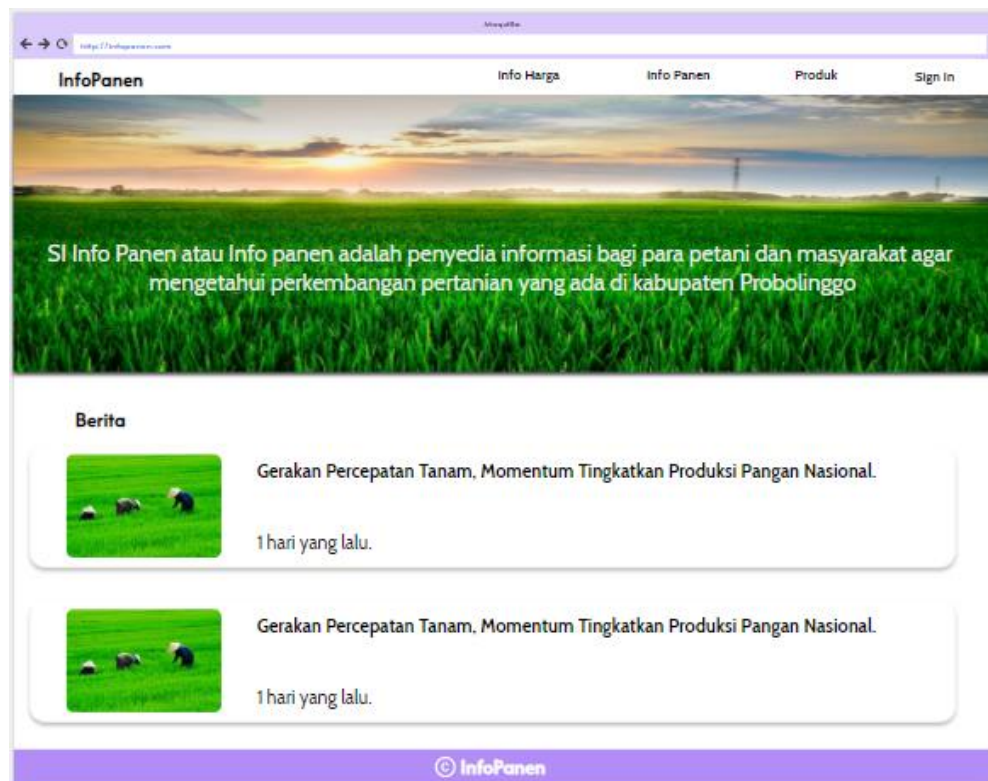 http://infopanen.com
InfoPanen
Info Harga
Info Panen
Produk
Sign In
SI Info Panen atau Info panen adalah penyedia informasi bagi para petani dan masyarakat agar
mengetahui perkembangan pertanian yang ada di kabupaten Probolinggo
Berita
Gerakan Percepatan Tanam, Momentum Tingkatkan Produksi Pangan Nasional.
1 hari yang lalu.
Gerakan Percepatan Tanam, Momentum Tingkatkan Produksi Pangan Nasional.
1 hari yang lalu.
© InfoPanen